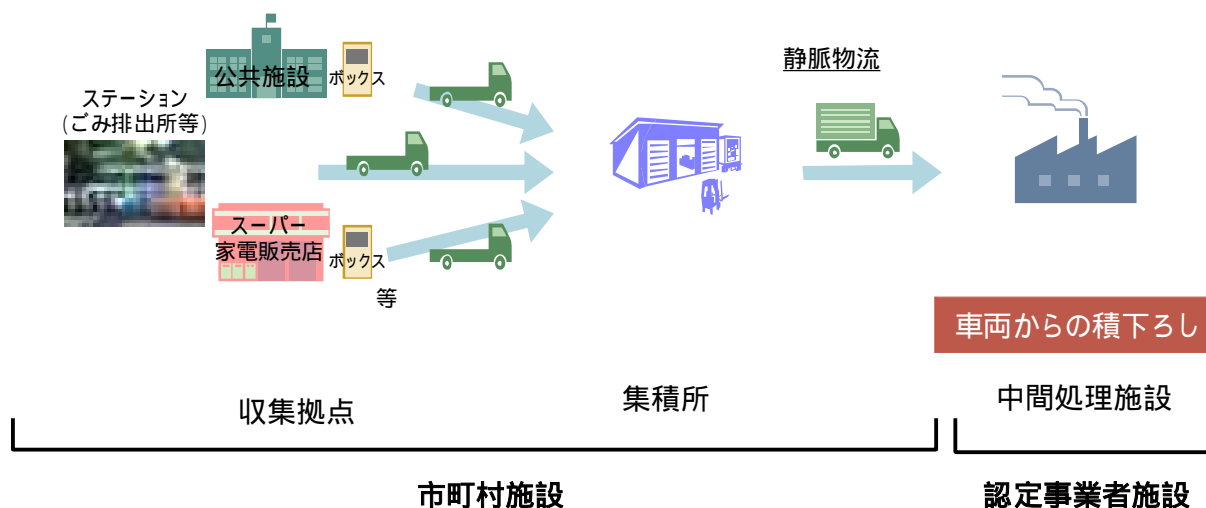 公共施設
ボックス
静脈物流
ステーション
(ごみ排出所等)
スーパー
家電販売店
ボックス
等
車両からの積下ろし
収集拠点
集積所
中間処理施設
市町村施設
認定事業者施設